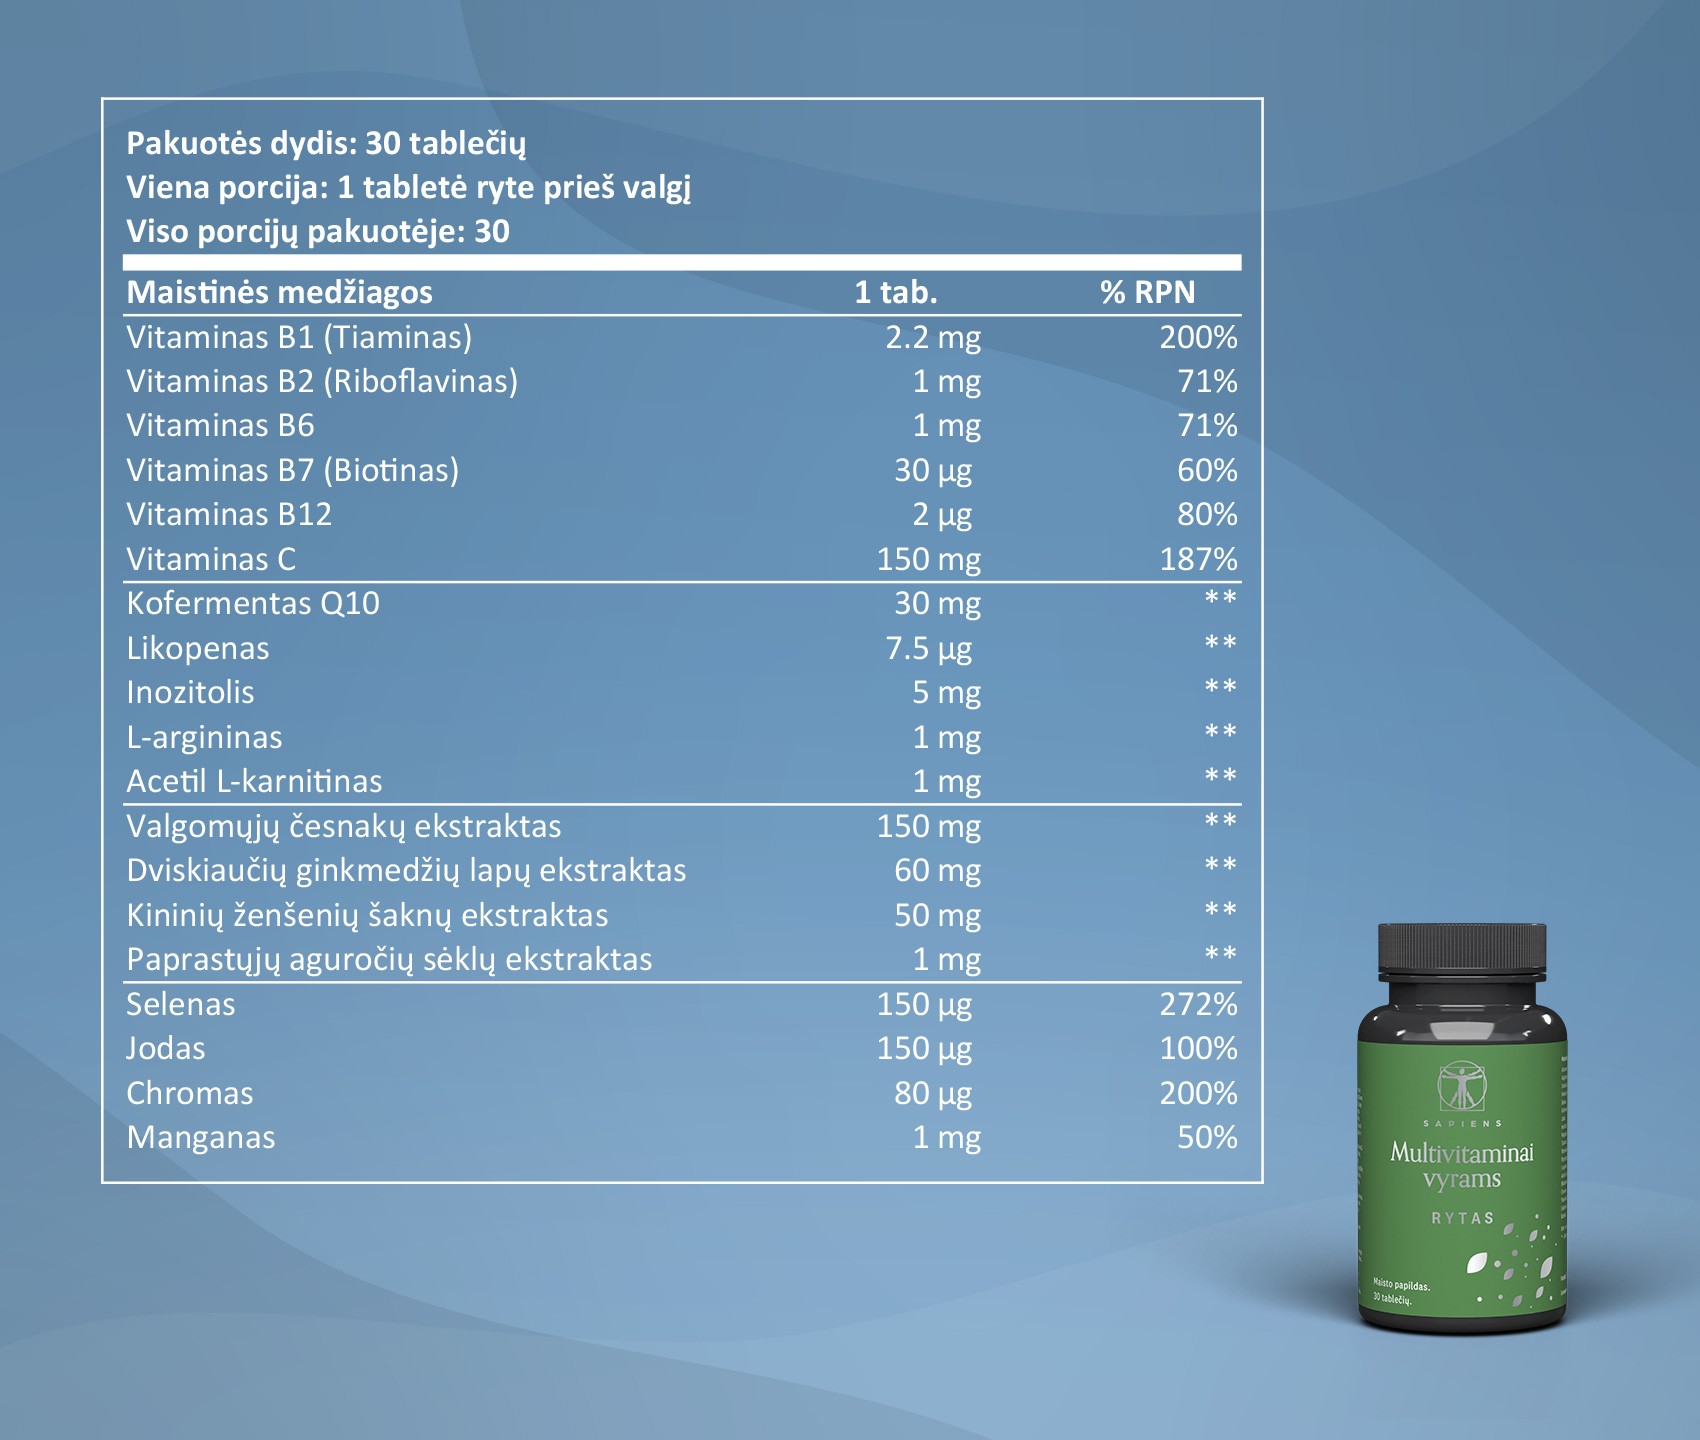 Pakuotės dydis: 30 tablečių
Viena porcija: 1 tabletė ryte prieš valgį
Viso porcijų pakuotėje: 30
Maistinės medžiagos 1 tab. % RPN
Vitaminas B1 (Tiaminas) 2.2 mg 200%
Vitaminas B2 (Riboflavinas) 1 mg 71%
Vitaminas B6 1 mg 71%
Vitaminas B7 (Biotinas) 30 µg 60%
Vitaminas B12 2 µg 80%
Vitaminas C 150 mg 187%
Kofermentas Q10 30 mg **
Likopenas 7.5 µg **
Inozitolis 5 mg **
L-argininas 1 mg **
Acetil L-karnitinas 1 mg **
Valgomųjų česnakų ekstraktas 150 mg **
Dviskiaučių ginkmedžių lapų ekstraktas 60 mg **
Kininių ženšenių šaknų ekstraktas 50 mg **
Paprastųjų aguročių sėklų ekstraktas 1 mg **
Selenas 150 µg 272%
Jodas 150 µg 100%
Chromas 80 µg 200%
Manganas 1 mg 50%
SAPIENS
Multivitaminai
vyrams
RYTAS
Maisto papildas.
30 tablečių.